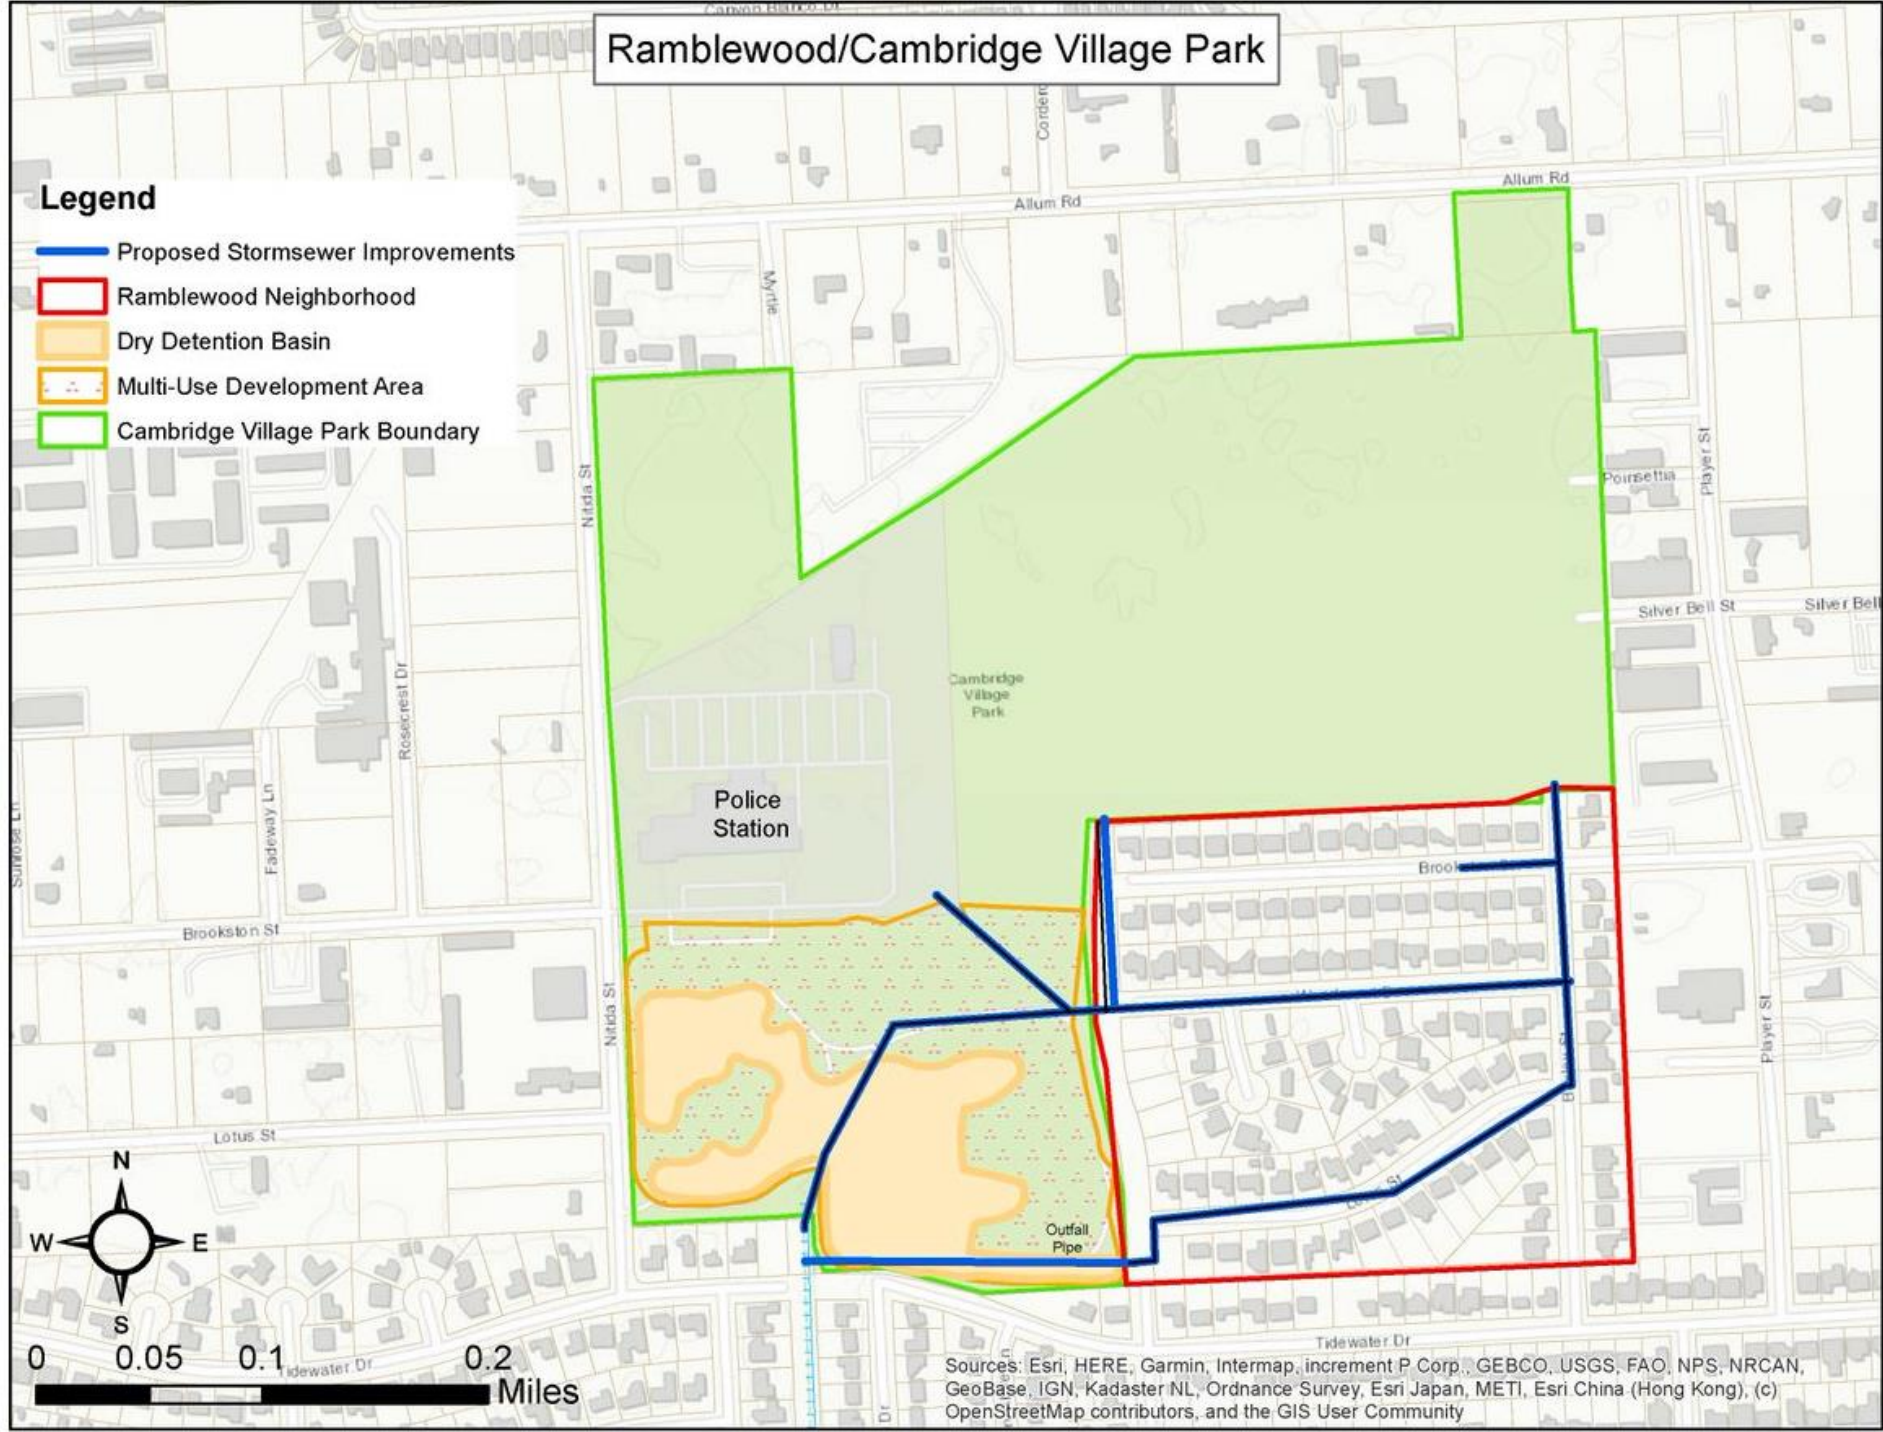 Canyon Blanco Dr
Ramblewood/Cambridge Village Park
Allum Rd
Allum Rd
Legend
Proposed Stormsewer Improvements
Ramblewood Neighborhood
Dry Detention Basin
Multi-Use Development Area
Cambridge Village Park Boundary
Myrtle
Nitida St
Player St
Poinsettia
Silver Bell St
Silver Bell
Rosecrest Dr
Cambridge
Village
Park
Police
Station
Fadeway Ln
Brookston St
Nitida St
Player St
Lotus St
Outfall
Pipe
N
W
E
S
Tidewater Dr
Tidewater Dr
0 0.05 0.1 0.2
Miles
Dr
Sources: Esri, HERE, Garmin, Intermap, increment P Corp., GEBCO, USGS, FAO, NPS, NRCAN,
GeoBase, IGN, Kadaster NL, Ordnance Survey, Esri Japan, METI, Esri China (Hong Kong), (c)
OpenStreetMap contributors, and the GIS User Community